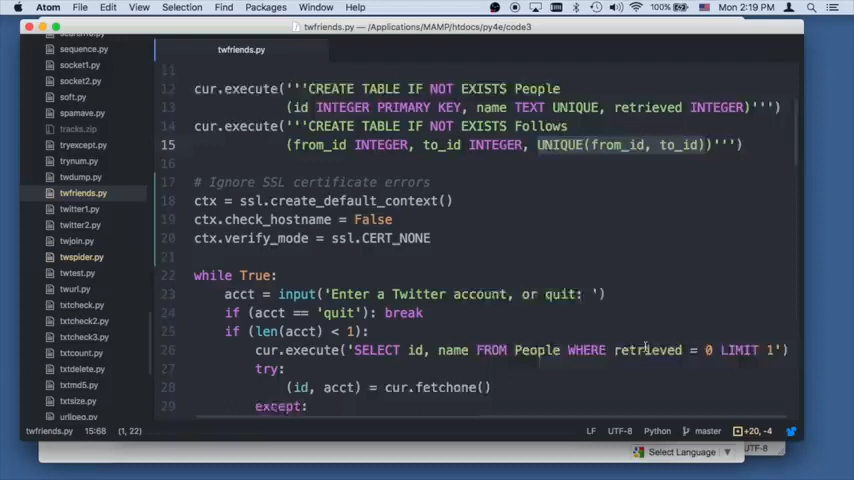 Atom File Edit View Selection Find Packages Window Help
100% Mon 2:19 PM
twfriends.py — /Applications/MAMP/htdocs/py4e/code3
sequence.py
socket1.py
socket2.py
soft.py
spamave.py
tracks.zip
tryexcept.py
trynum.py
twdump.py
twfriends.py
twitter1.py
twitter2.py
twjoin.py
twspider.py
twtest.py
twurl.py
txtcheck.py
txtcheck2.py
txtcheck3.py
txtcount.py
txtdelete.py
txtmd5.py
txtsize.py
urljpeg.py
twfriends.py
11
12 cur.execute('''CREATE TABLE IF NOT EXISTS People
13 (id INTEGER PRIMARY KEY, name TEXT UNIQUE, retrieved INTEGER)''')
14 cur.execute('''CREATE TABLE IF NOT EXISTS Follows
15 (from_id INTEGER, to_id INTEGER, UNIQUE(from_id, to_id))''')
16
17 # Ignore SSL certificate errors
18 ctx = ssl.create_default_context()
19 ctx.check_hostname = False
20 ctx.verify_mode = ssl.CERT_NONE
21
22 while True:
23 acct = input('Enter a Twitter account, or quit: ')
24 if (acct == 'quit'): break
25 if (len(acct) < 1):
26 cur.execute('SELECT id, name FROM People WHERE retrieved = 0 LIMIT 1')
27 try:
28 (id, acct) = cur.fetchone()
29 except:
twfriends.py 15:68 (1, 22) LF UTF-8 Python master +20, -4
Select Language UTF-8